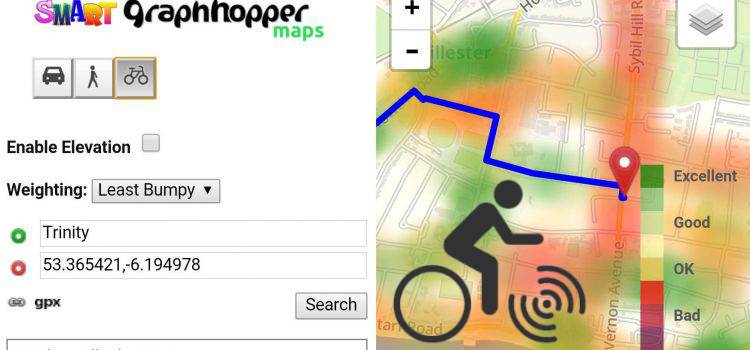 SMART Graphhopper
maps
Enable Elevation
Weighting: Least Bumpy ▼
Trinity
53.365421,-6.194978
gpx
Search
+
-
Sybil Hill R
Vernon Avenue
Road
Excellent
Good
OK
Bad